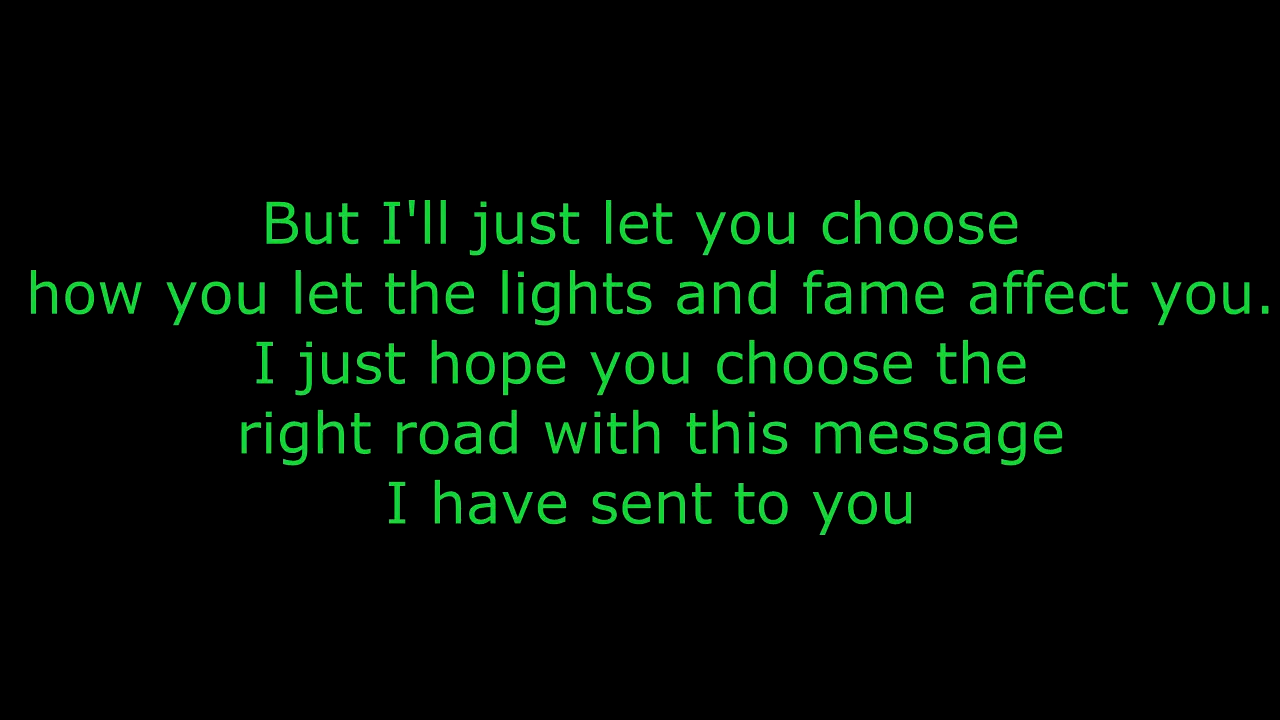 But I'll just let you choose
how you let the lights and fame affect you.
I just hope you choose the
right road with this message
I have sent to you